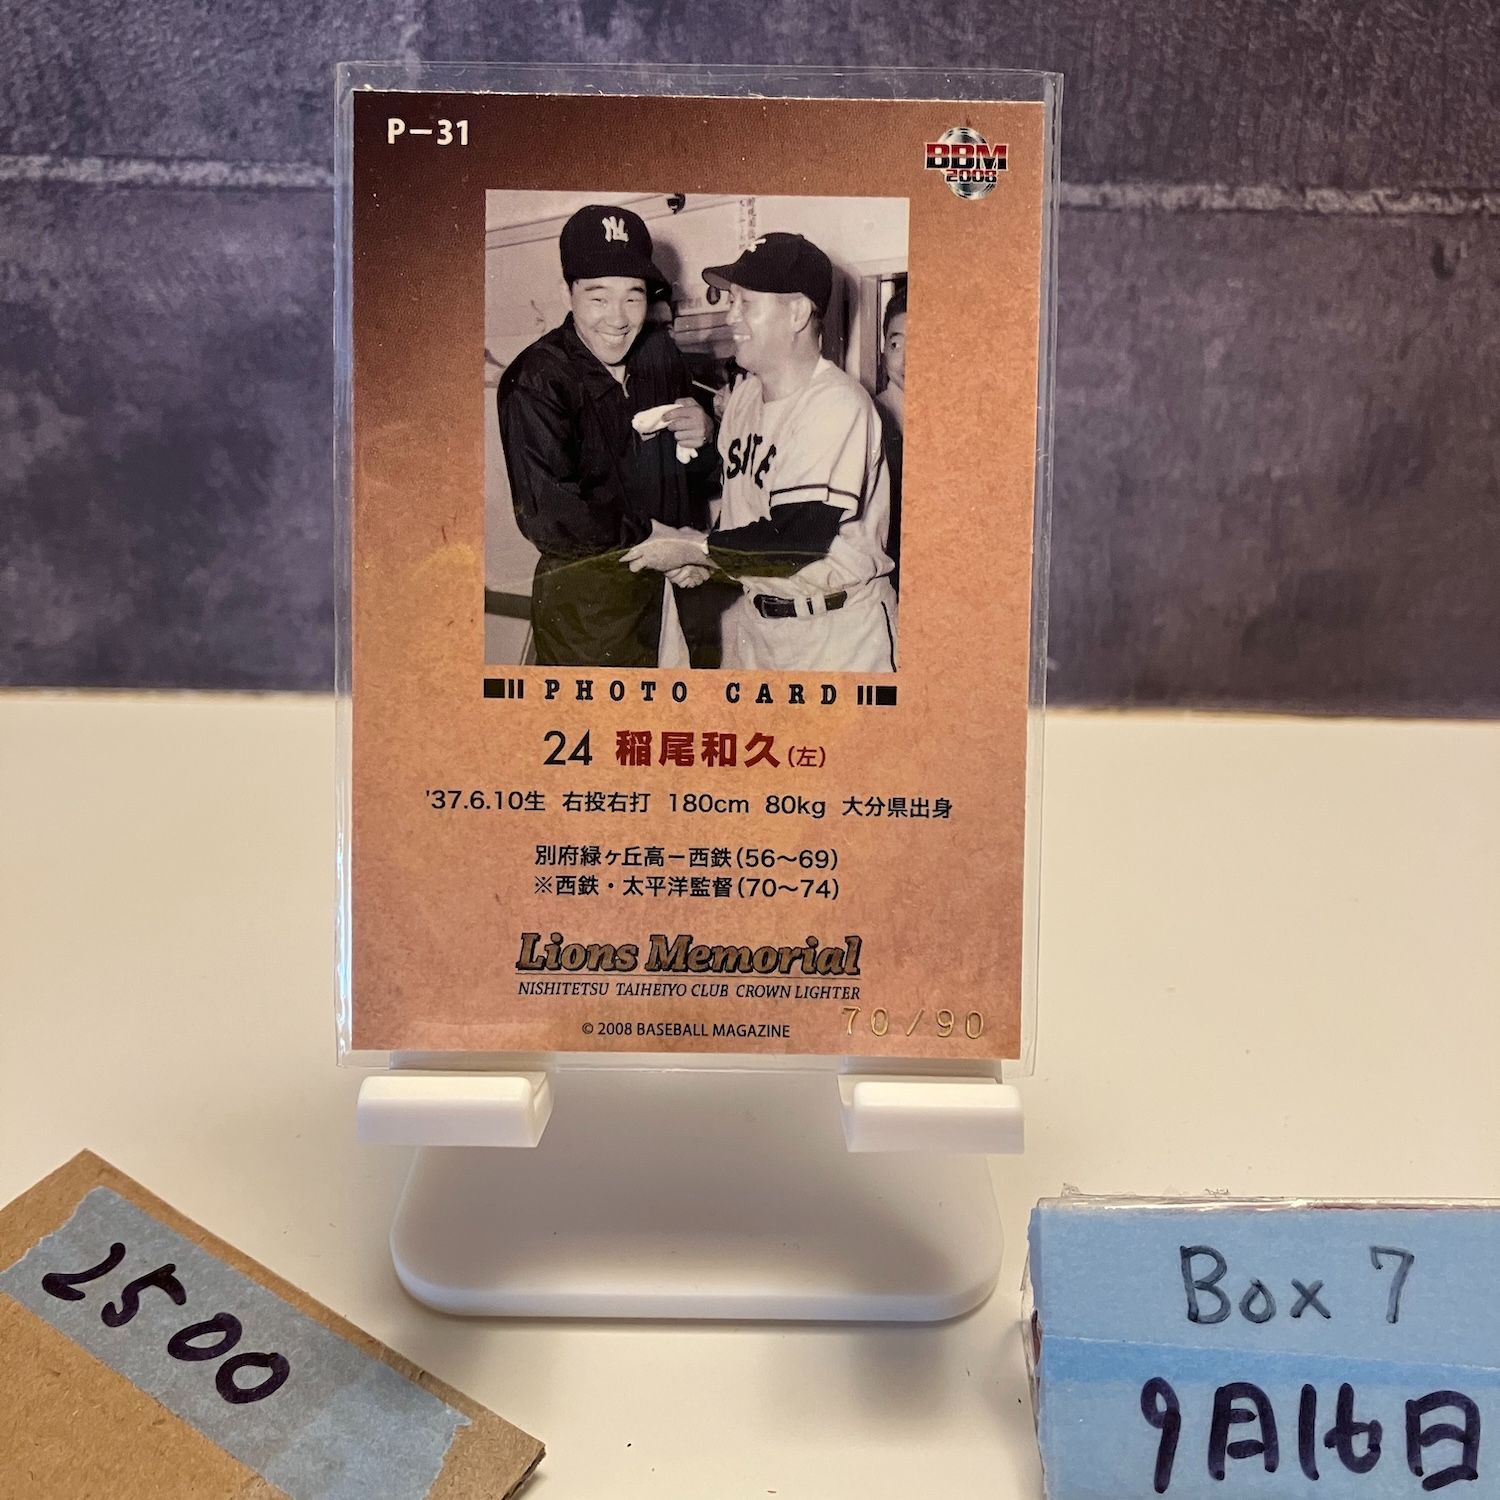 P-31
BBM
2008
NL
SITE
PHOTO CARD
24 稲尾和久(左)
'37.6.10生 右投右打 180cm 80kg 大分県出身
別府緑ヶ丘高ー西鉄(56〜69)
※西鉄・太平洋監督(70〜74)
Lions Memorial
NISHITETSU TAIHEIYO CLUB CROWN LIGHTER
© 2008 BASEBALL MAGAZINE
70/90
2500
Box 7
9月16日